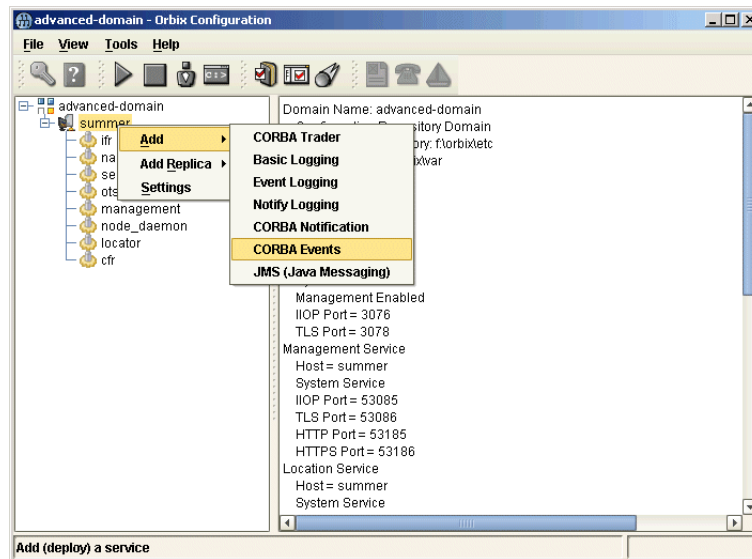 advanced-domain - Orbix Configuration
File View Tools Help
advanced-domain
summer
ifr
na
se
ots
management
node_daemon
locator
cfr
Add
Add Replica
Settings
CORBA Trader
Basic Logging
Event Logging
Notify Logging
CORBA Notification
CORBA Events
JMS (Java Messaging)
Domain Name: advanced-domain
ository Domain
ory: f:\orbix\etc
ix\var
Management Enabled
IIOP Port = 3076
TLS Port = 3078
Management Service
Host = summer
System Service
IIOP Port = 53085
TLS Port = 53086
HTTP Port = 53185
HTTPS Port = 53186
Location Service
Host = summer
System Service
Add (deploy) a service